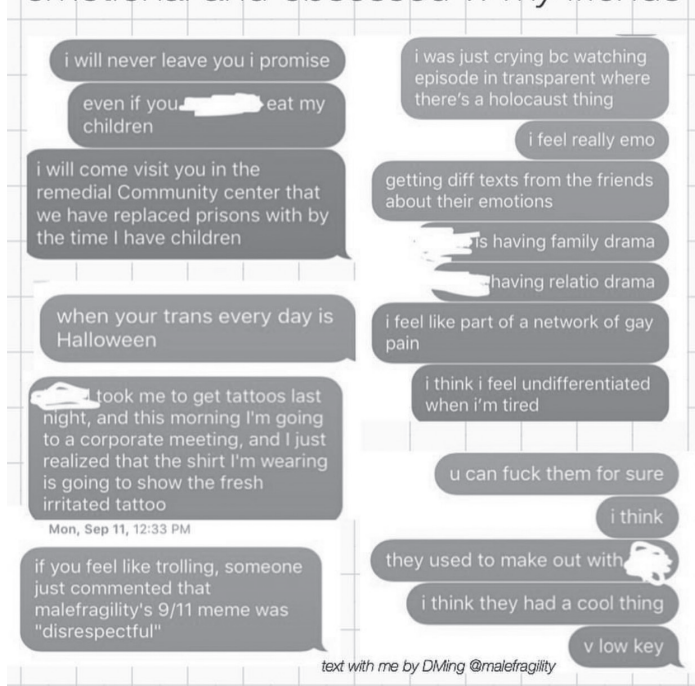 i will never leave you i promise
even if you eat my
children
i will come visit you in the
remedial Community center that
we have replaced prisons with by
the time I have children
when your trans every day is
Halloween
took me to get tattoos last
night, and this morning I'm going
to a corporate meeting, and I just
realized that the shirt I'm wearing
is going to show the fresh
irritated tattoo
Mon, Sep 11, 12:33 PM
if you feel like trolling, someone
just commented that
malefragility's 9/11 meme was
"disrespectful"
i was just crying bc watching
episode in transparent where
there's a holocaust thing
i feel really emo
getting diff texts from the friends
about their emotions
is having family drama
having relatio drama
i feel like part of a network of gay
pain
i think i feel undifferentiated
when i'm tired
u can fuck them for sure
i think
they used to make out with
i think they had a cool thing
v low key
text with me by DMing @malefragility